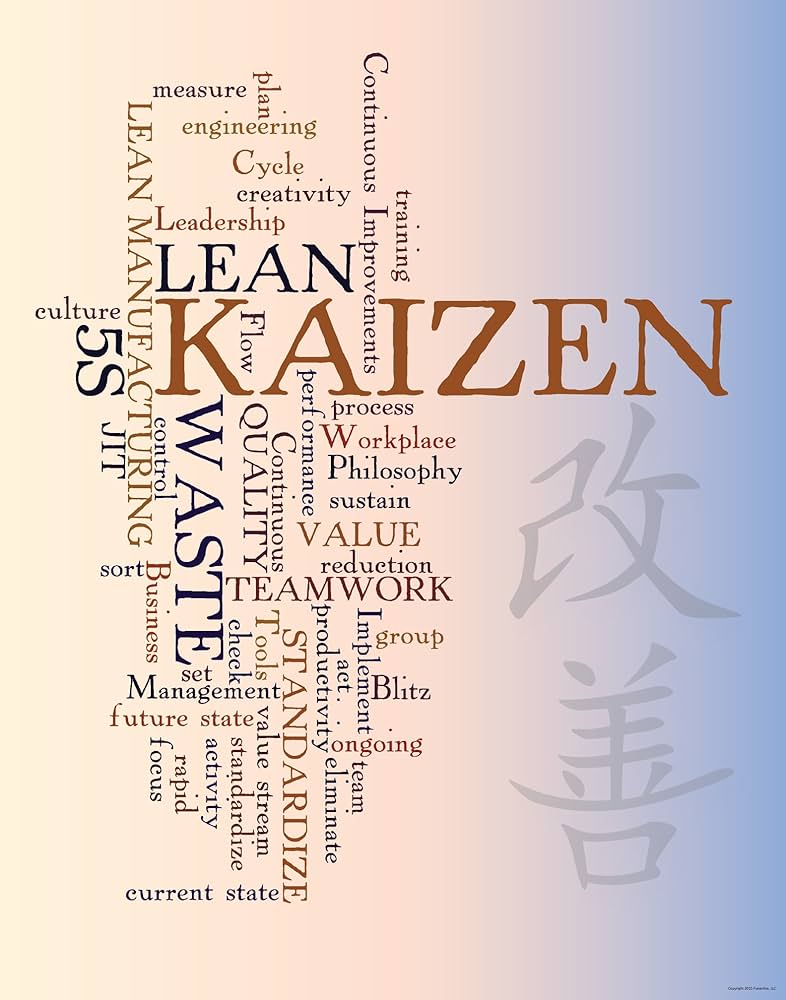 measure
plan
engineering
Cycle
creativity
Leadership
Continuous Improvements
training
LEAN MANUFACTURING
LEAN
KAIZEN
culture
5S
Flow
JIT
control
WASTE
QUALITY
Continuous
performance
process
Workplace
Philosophy
sustain
VALUE
reduction
sort
Business
TEAMWORK
set
check
Tools
STANDARDIZE
productivity
act
Implement
group
Management
Blitz
future state
value stream
ongoing
focus
rapid
activity
standardize
eliminate
team
current state
改
善
Copyright 2015 Fansettes, LLC